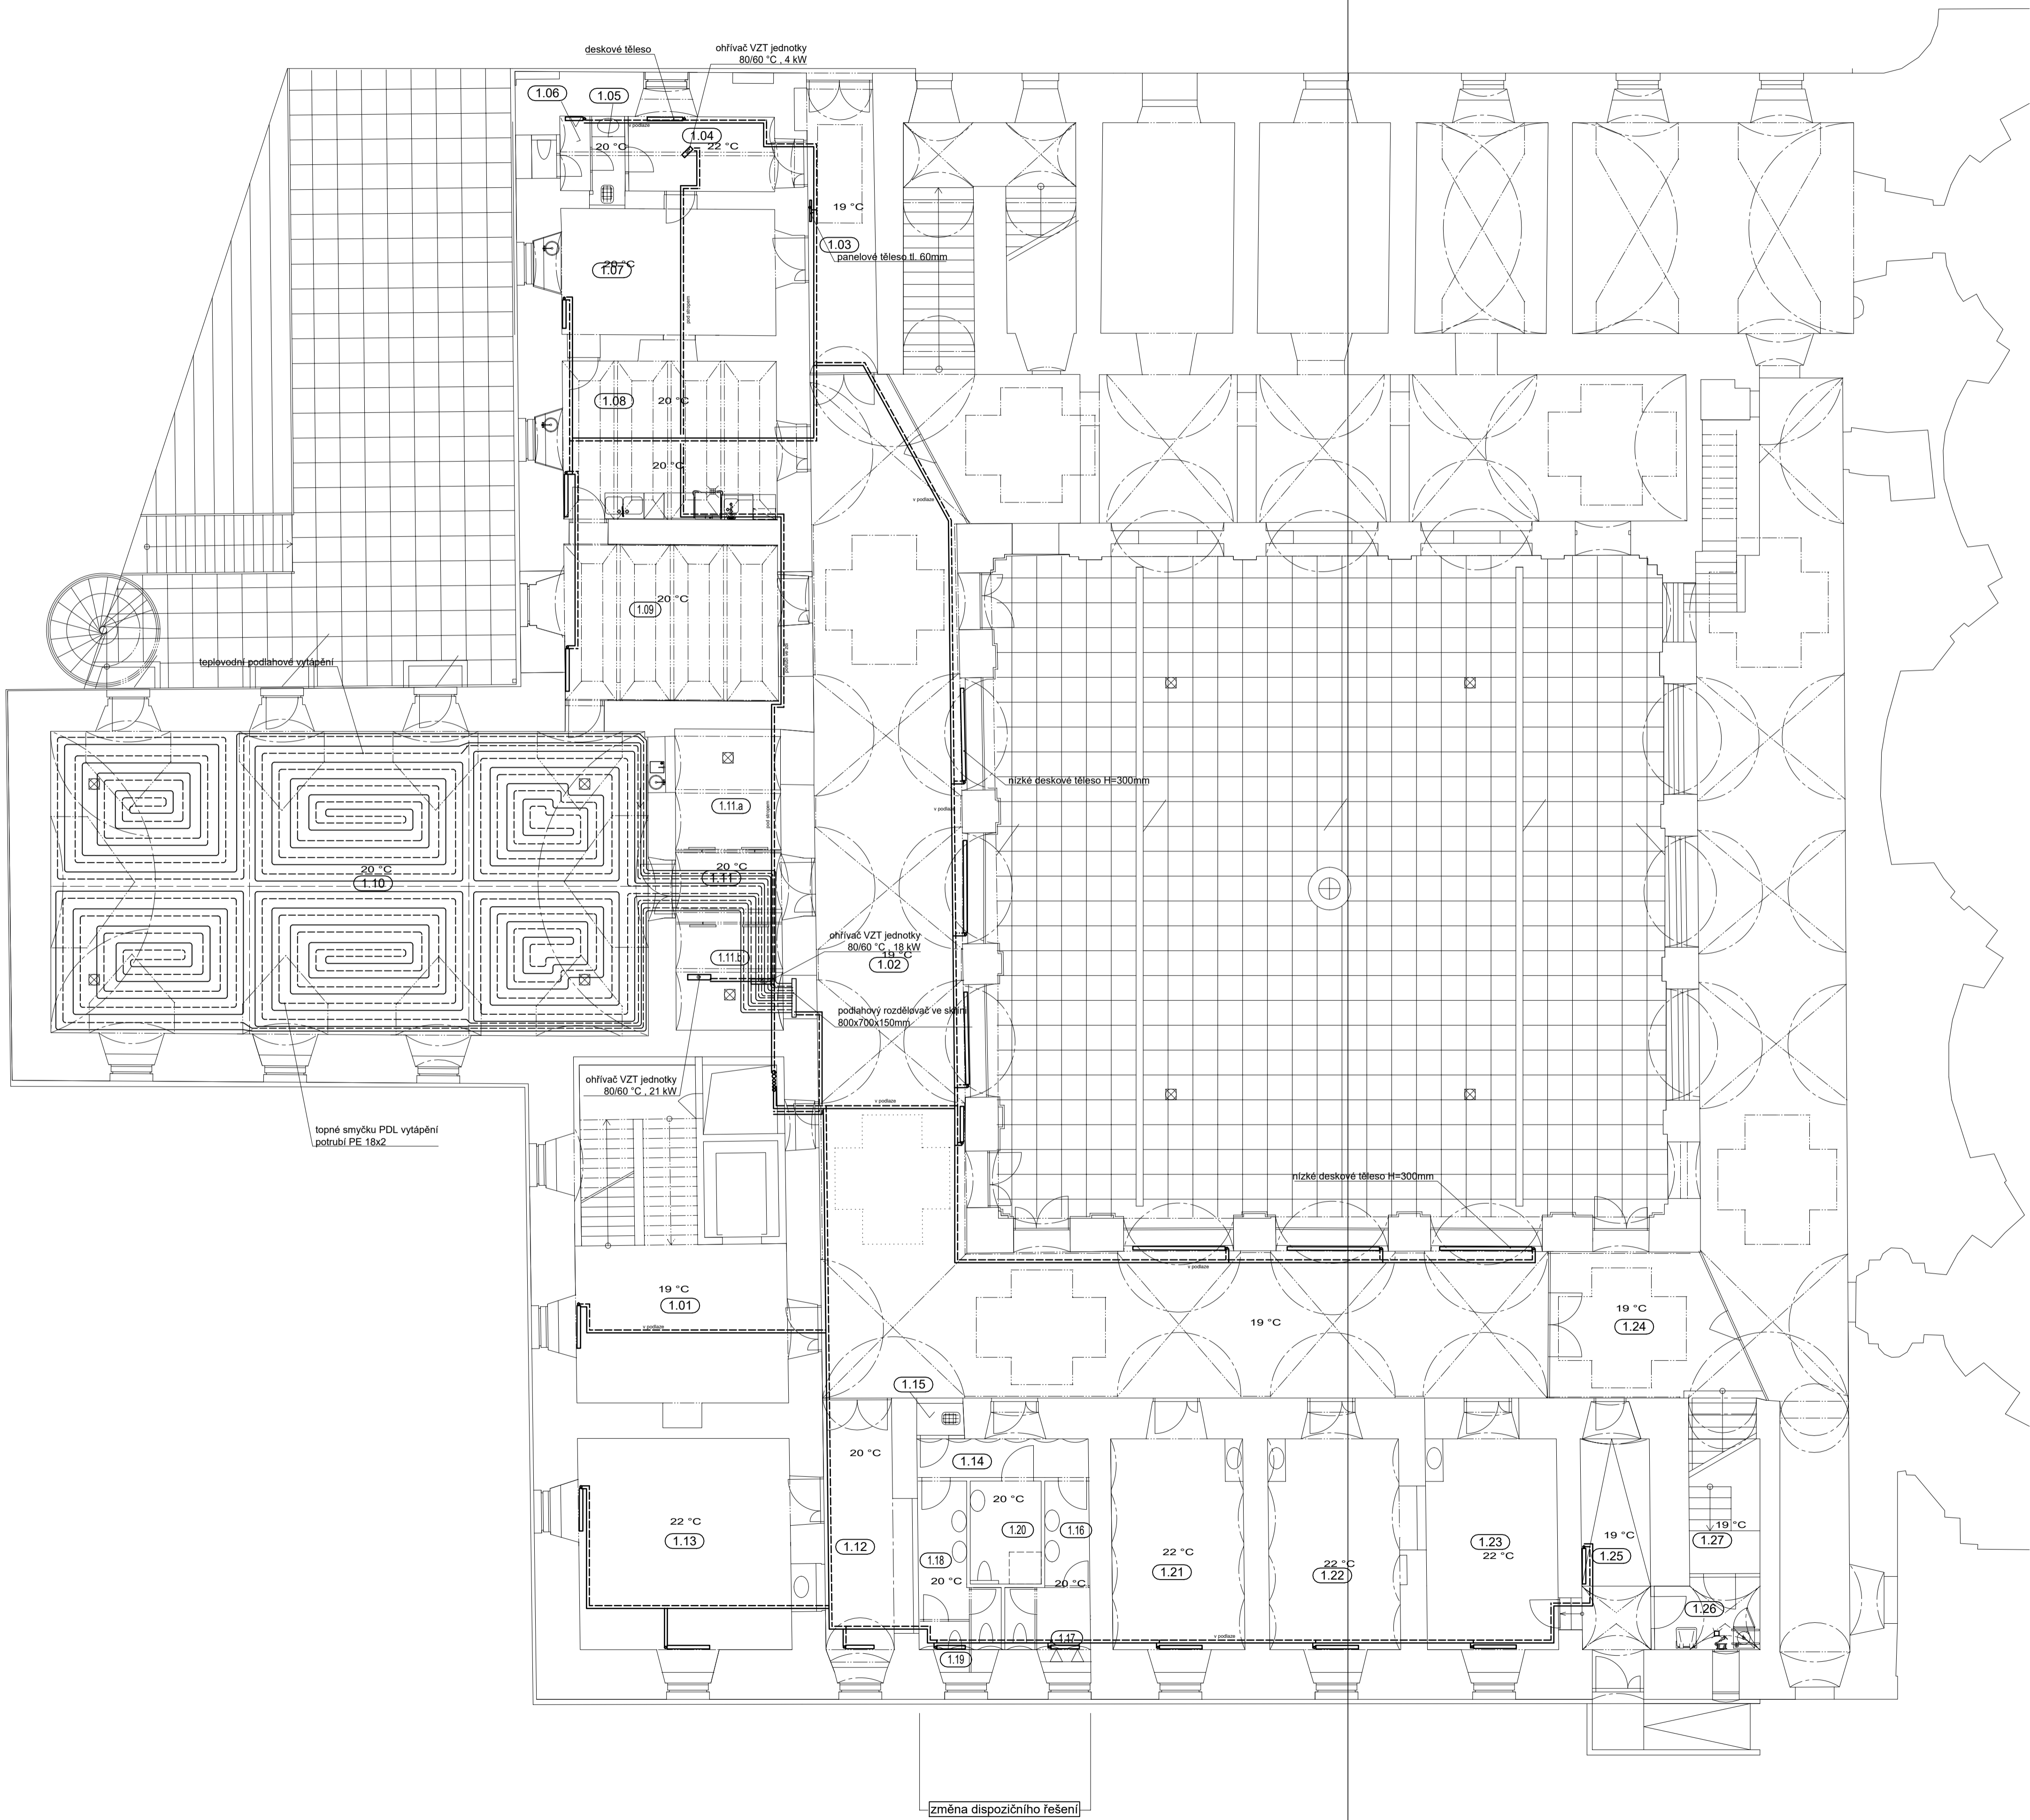 deskové těleso
ohřívač VZT jednotky
80/60 °C , 4 kW
1.06
1.05
v podlaze
1.04
20 °C
22 °C
19 °C
1.03
panelové těleso tl. 60mm
20 °C
1.07
pod stropem
1.08
20 °C
20 °C
v podlaze
20 °C
1.09
teplovodní podlahové vytápění
nízké deskové těleso H=300mm
1.11.a
pod stropem
v podlaze
20 °C
1.10
20 °C
1.11
ohřívač VZT jednotky
80/60 °C , 18 kW
19 °C
1.02
1.11.b
podlahový rozdělovač ve skříni
800x700x150mm
ohřívač VZT jednotky
80/60 °C , 21 kW
v podlaze
topné smyčku PDL vytápění
potrubí PE 18x2
nízké deskové těleso H=300mm
v podlaze
19 °C
1.01
v podlaze
19 °C
19 °C
1.24
1.15
20 °C
1.14
22 °C
1.13
1.12
20 °C
1.20
1.16
1.18
20 °C
20 °C
22 °C
1.21
22 °C
1.22
1.23
22 °C
19 °C
1.25
19 °C
1.27
1.26
1.17
1.19
v podlaze
změna dispozičního řešení